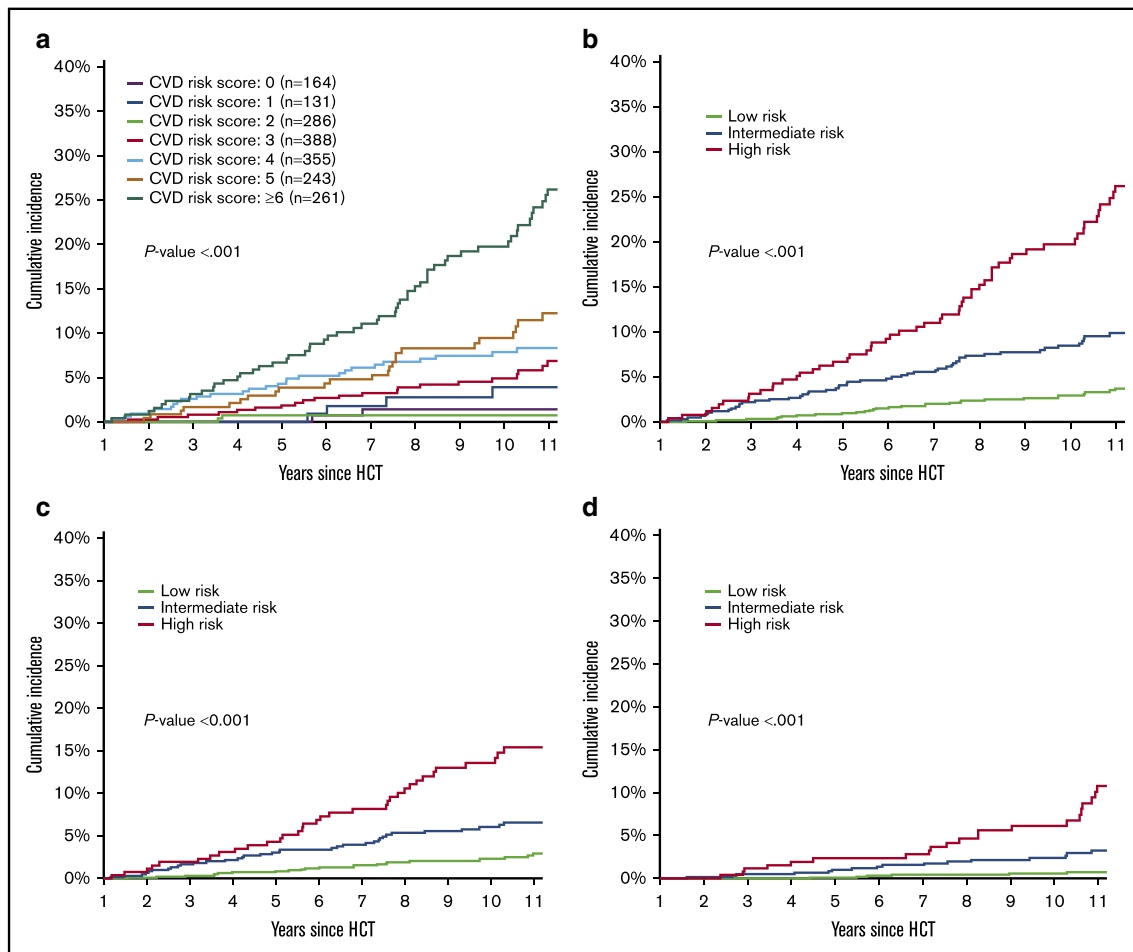 a
40%
35%
30%
25%
20%
15%
10%
5%
0%
Cumulative incidence
CVD risk score: 0 (n=164)
CVD risk score: 1 (n=131)
CVD risk score: 2 (n=286)
CVD risk score: 3 (n=388)
CVD risk score: 4 (n=355)
CVD risk score: 5 (n=243)
CVD risk score: ≥6 (n=261)
P-value <.001
1 2 3 4 5 6 7 8 9 10 11
Years since HCT
b
40%
35%
30%
25%
20%
15%
10%
5%
0%
Cumulative incidence
Low risk
Intermediate risk
High risk
P-value <.001
1 2 3 4 5 6 7 8 9 10 11
Years since HCT
c
40%
35%
30%
25%
20%
15%
10%
5%
0%
Cumulative incidence
Low risk
Intermediate risk
High risk
P-value <0.001
1 2 3 4 5 6 7 8 9 10 11
Years since HCT
d
40%
35%
30%
25%
20%
15%
10%
5%
0%
Cumulative incidence
Low risk
Intermediate risk
High risk
P-value <.001
1 2 3 4 5 6 7 8 9 10 11
Years since HCT